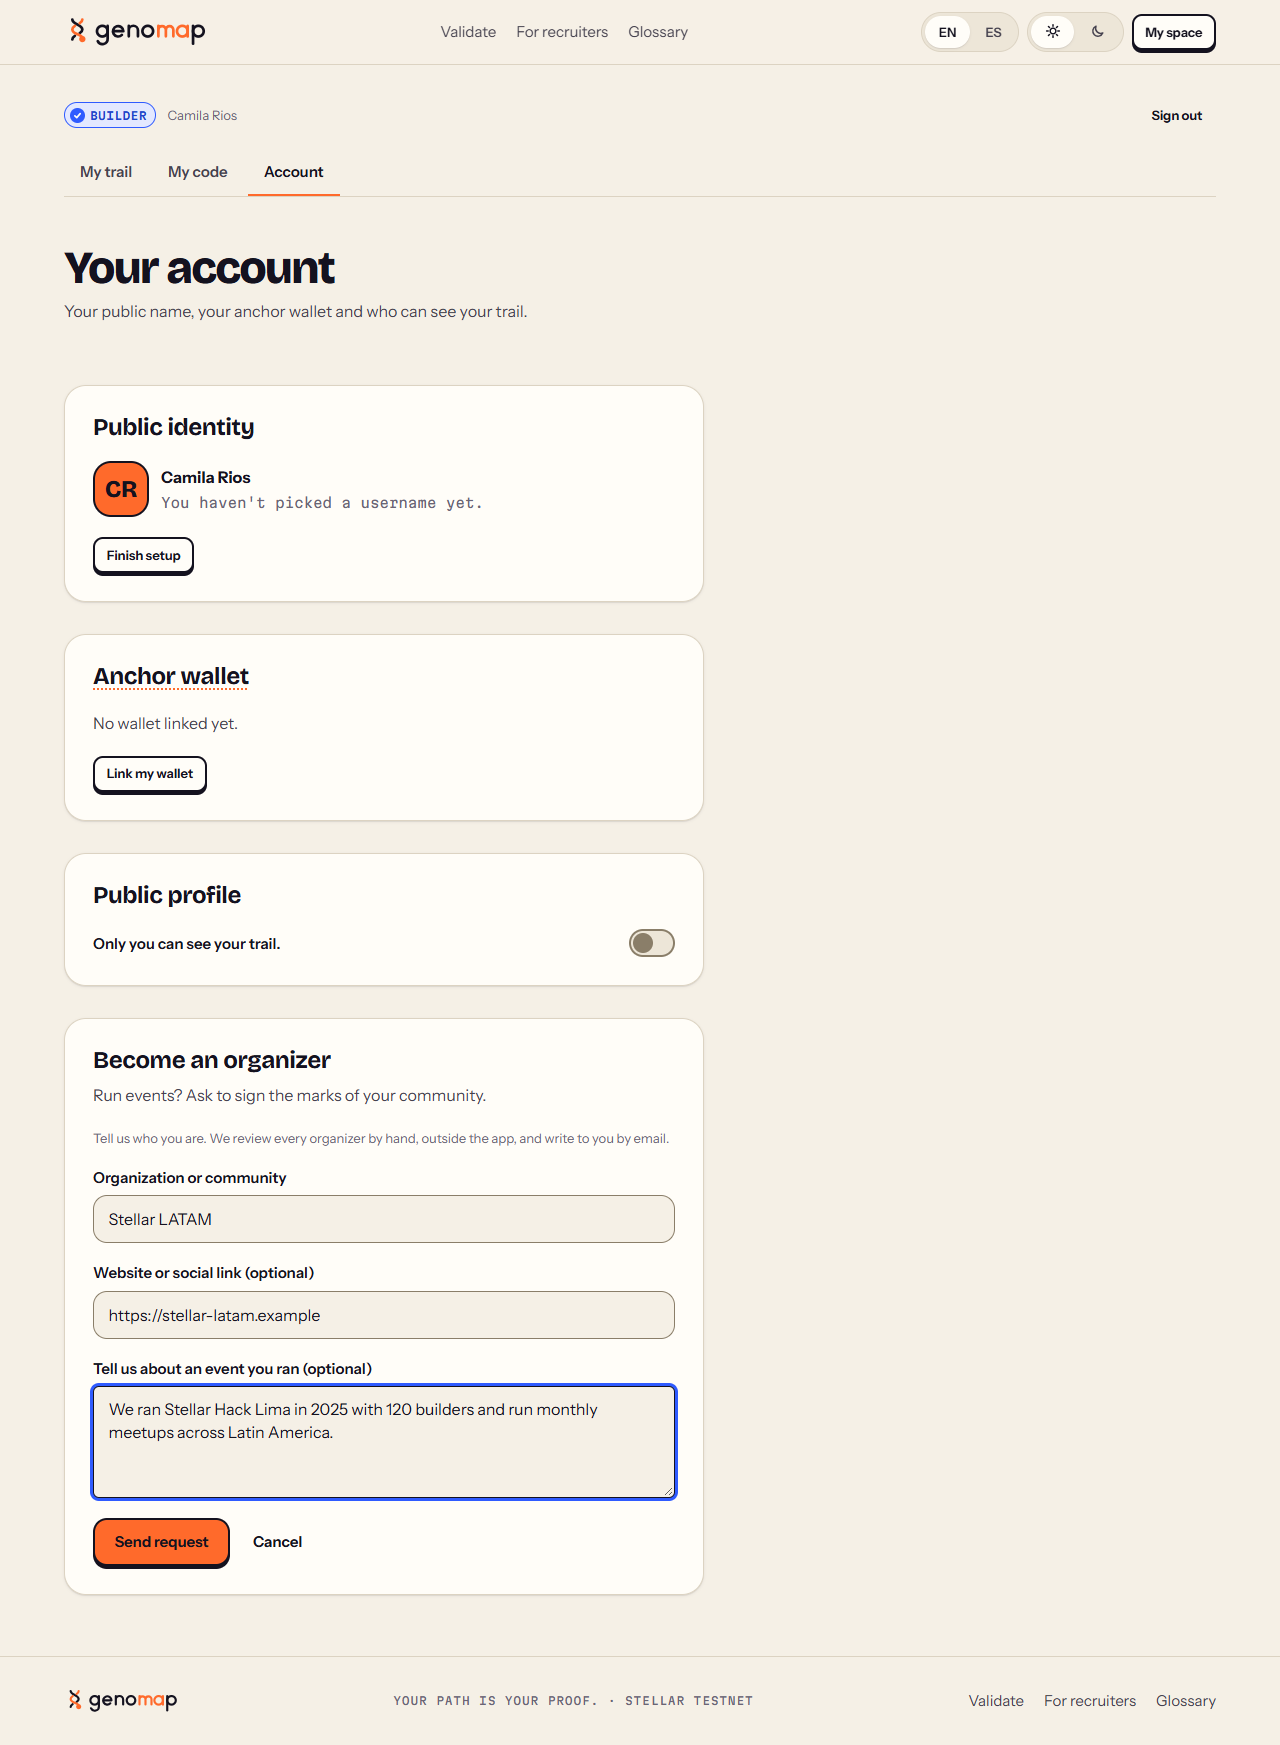 genomap
Validate
For recruiters
Glossary
EN
ES
My space
BUILDER
Camila Rios
Sign out
My trail
My code
Account
Your account
Your public name, your anchor wallet and who can see your trail.
Public identity
CR
Camila Rios
You haven't picked a username yet.
Finish setup
Anchor wallet
No wallet linked yet.
Link my wallet
Public profile
Only you can see your trail.
Become an organizer
Run events? Ask to sign the marks of your community.
Tell us who you are. We review every organizer by hand, outside the app, and write to you by email.
Organization or community
Stellar LATAM
Website or social link (optional)
https://stellar-latam.example
Tell us about an event you ran (optional)
We ran Stellar Hack Lima in 2025 with 120 builders and run monthly
meetups across Latin America.
Send request
Cancel
genomap
YOUR PATH IS YOUR PROOF. · STELLAR TESTNET
Validate
For recruiters
Glossary